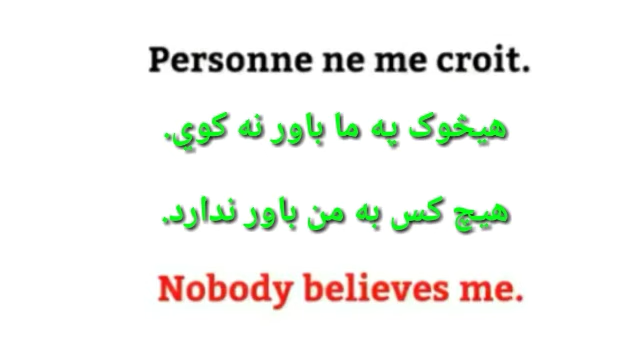 Personne ne me croit.
هیڅوک په ما باور نه کوي.
هیچ کس به من باور ندارد.
Nobody believes me.